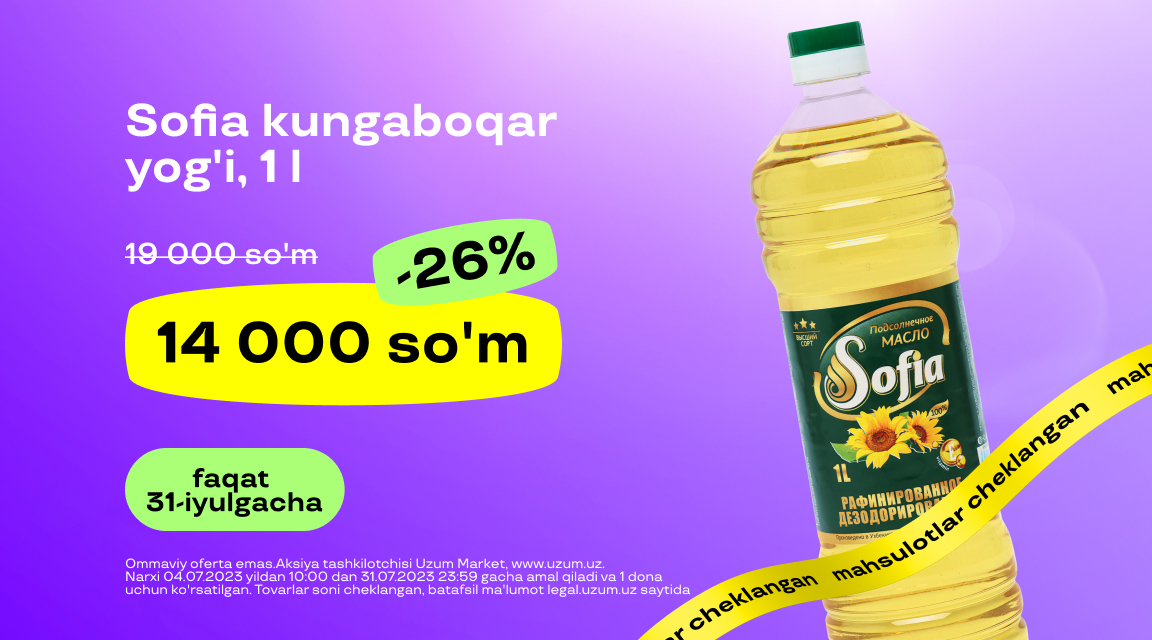 Sofia kungaboqar
yog'i, 1 l
19 000 so'm
-26%
14 000 so'm
faqat
31-iyulgacha
Ommaviy oferta emas.Aksiya tashkilotchisi Uzum Market, www.uzum.uz.
Narxi 04.07.2023 yildan 10:00 dan 31.07.2023 23:59 gacha amal qiladi va 1 dona
uchun ko'rsatilgan. Tovarlar soni cheklangan, batafsil ma'lumot legal.uzum.uz saytida
ВЫСШИЙ
СОРТ
Подсолнечное
МАСЛО
Sofia
100%
1L
РАФИНИРОВАННОЕ
cheklangan mahsulotlar cheklangan